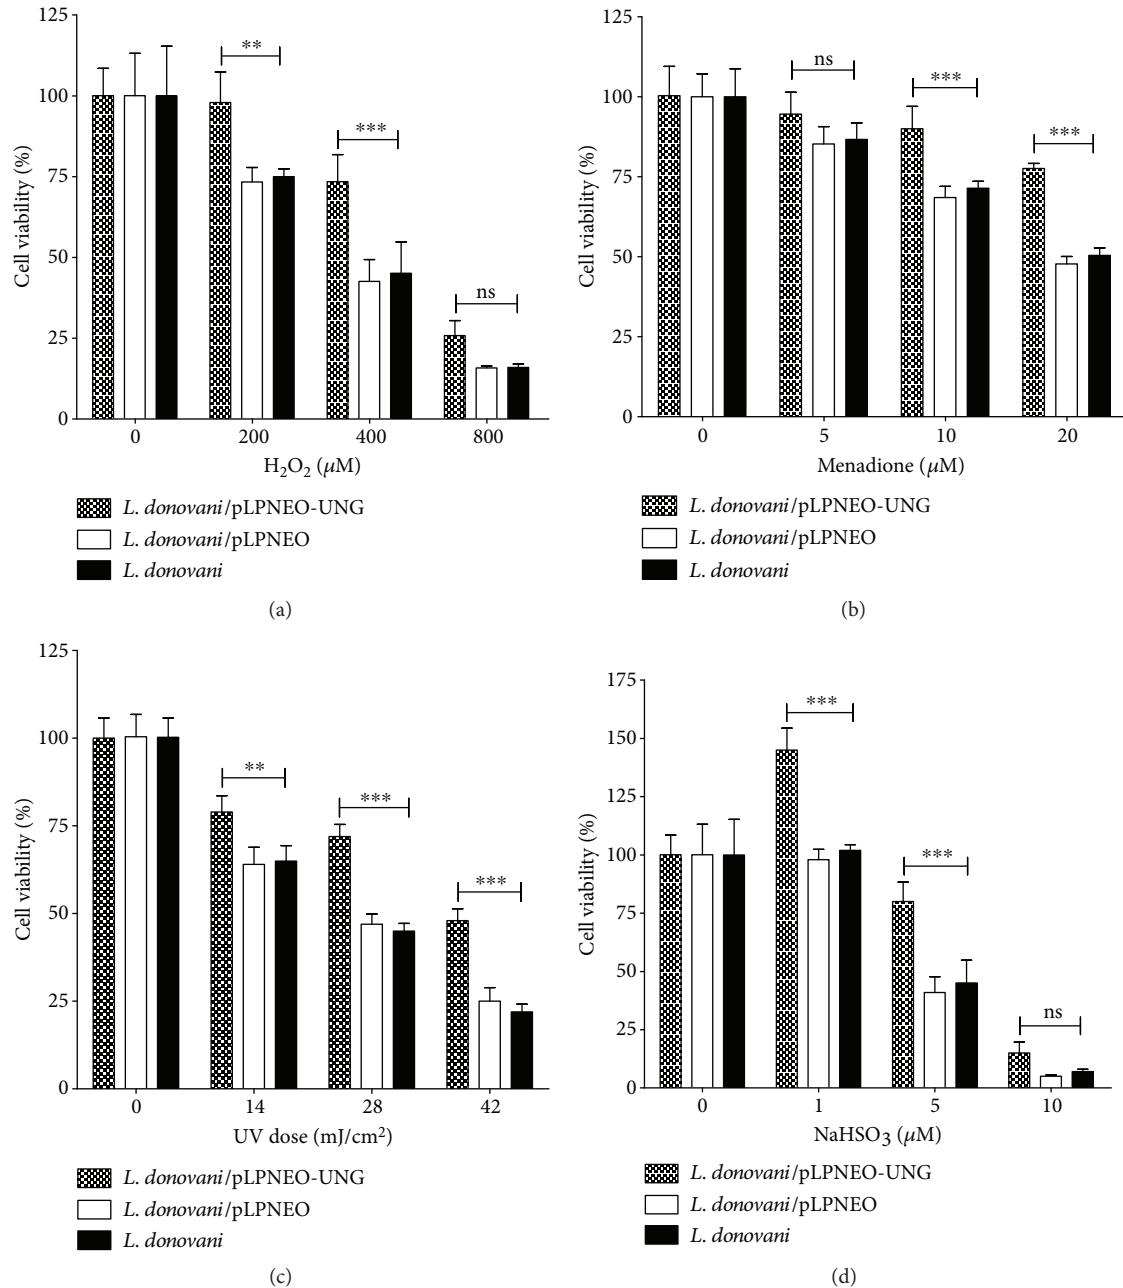 125
100
75
50
25
0
Cell viability (%)
**
***
ns
0 200 400 800
H₂O₂ (μM)
L. donovani/pLPNEO-UNG
L. donovani/pLPNEO
L. donovani
(a)
125
100
75
50
25
0
Cell viability (%)
ns
***
***
0 5 10 20
Menadione (μM)
L. donovani/pLPNEO-UNG
L. donovani/pLPNEO
L. donovani
(b)
125
100
75
50
25
0
Cell viability (%)
**
***
***
0 14 28 42
UV dose (mJ/cm²)
L. donovani/pLPNEO-UNG
L. donovani/pLPNEO
L. donovani
(c)
175
150
125
100
75
50
25
0
Cell viability (%)
***
***
ns
0 1 5 10
NaHSO₃ (μM)
L. donovani/pLPNEO-UNG
L. donovani/pLPNEO
L. donovani
(d)